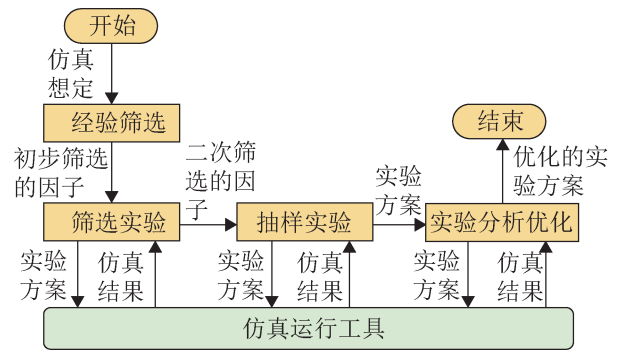 开始
仿真
想定
经验筛选
结束
初步筛选
的因子
二次筛
选的因
子
实验
方案
优化的实
验方案
筛选实验
抽样实验
实验分析优化
实验
方案
仿真
结果
实验
方案
仿真
结果
实验
方案
仿真
结果
仿真运行工具